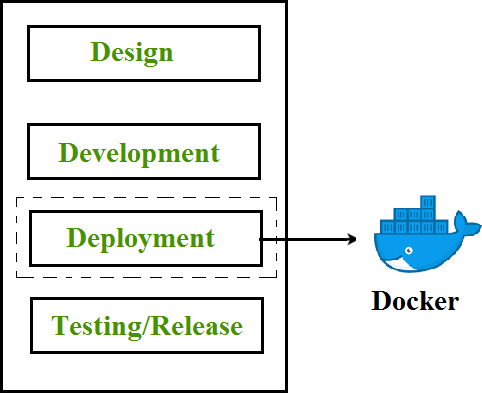 Design
Development
Deployment
Testing/Release
Docker